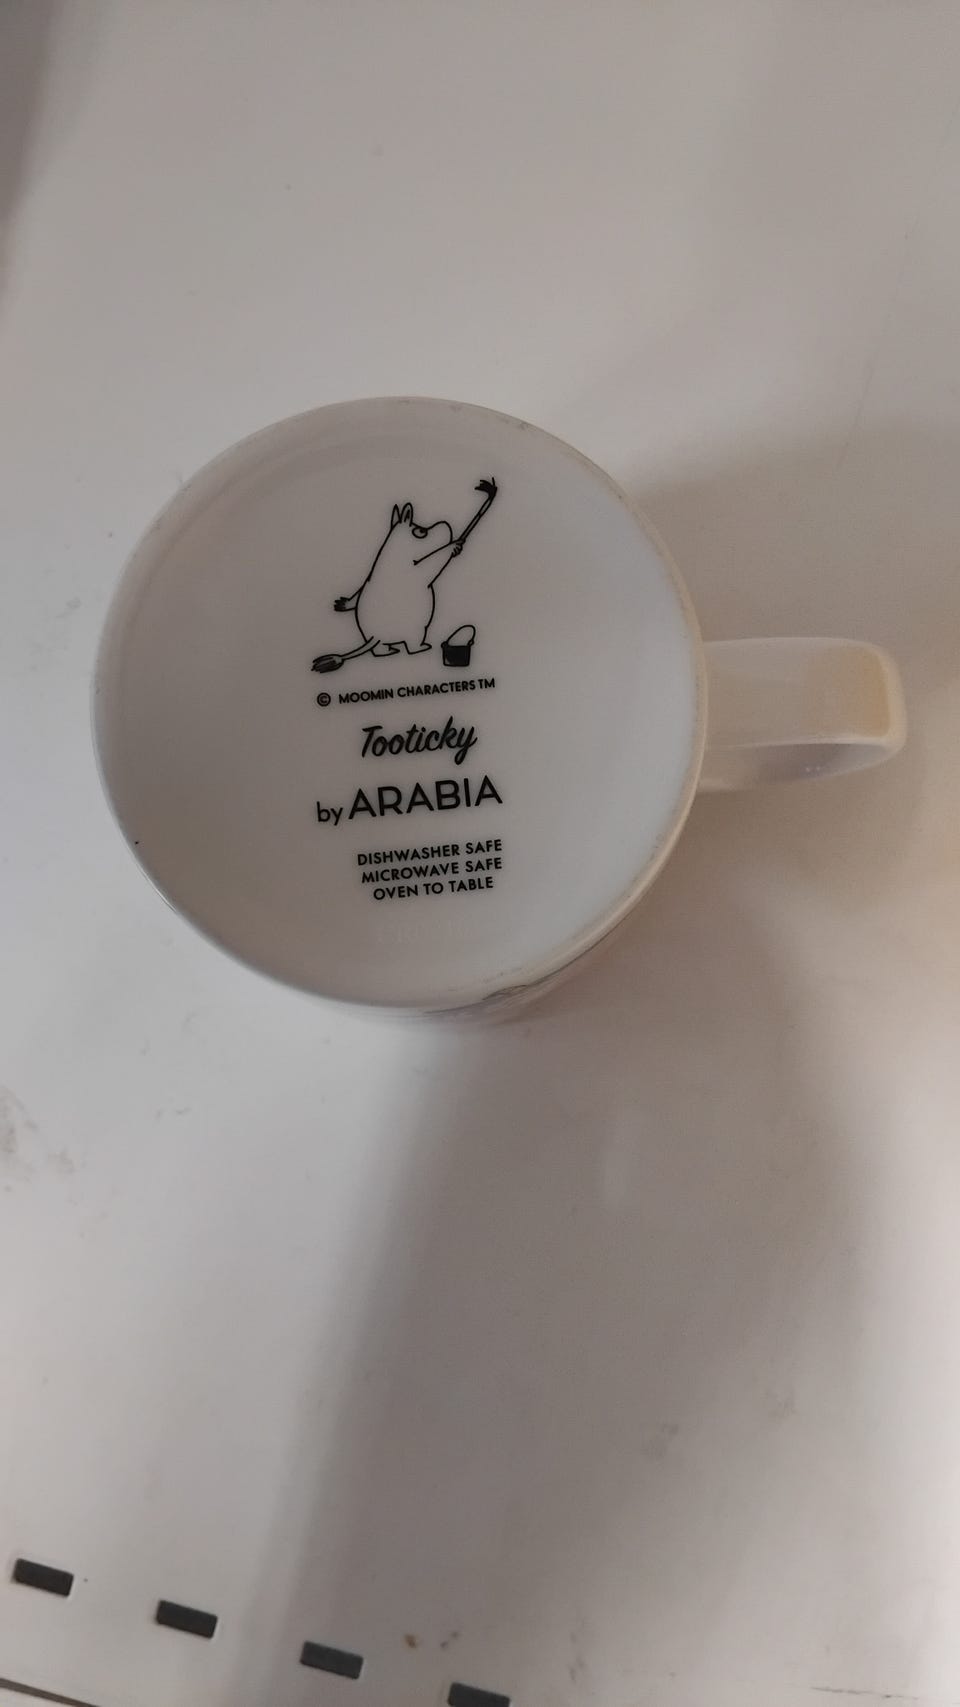 © MOOMIN CHARACTERS TM
Tooticky
by ARABIA
DISHWASHER SAFE
MICROWAVE SAFE
OVEN TO TABLE